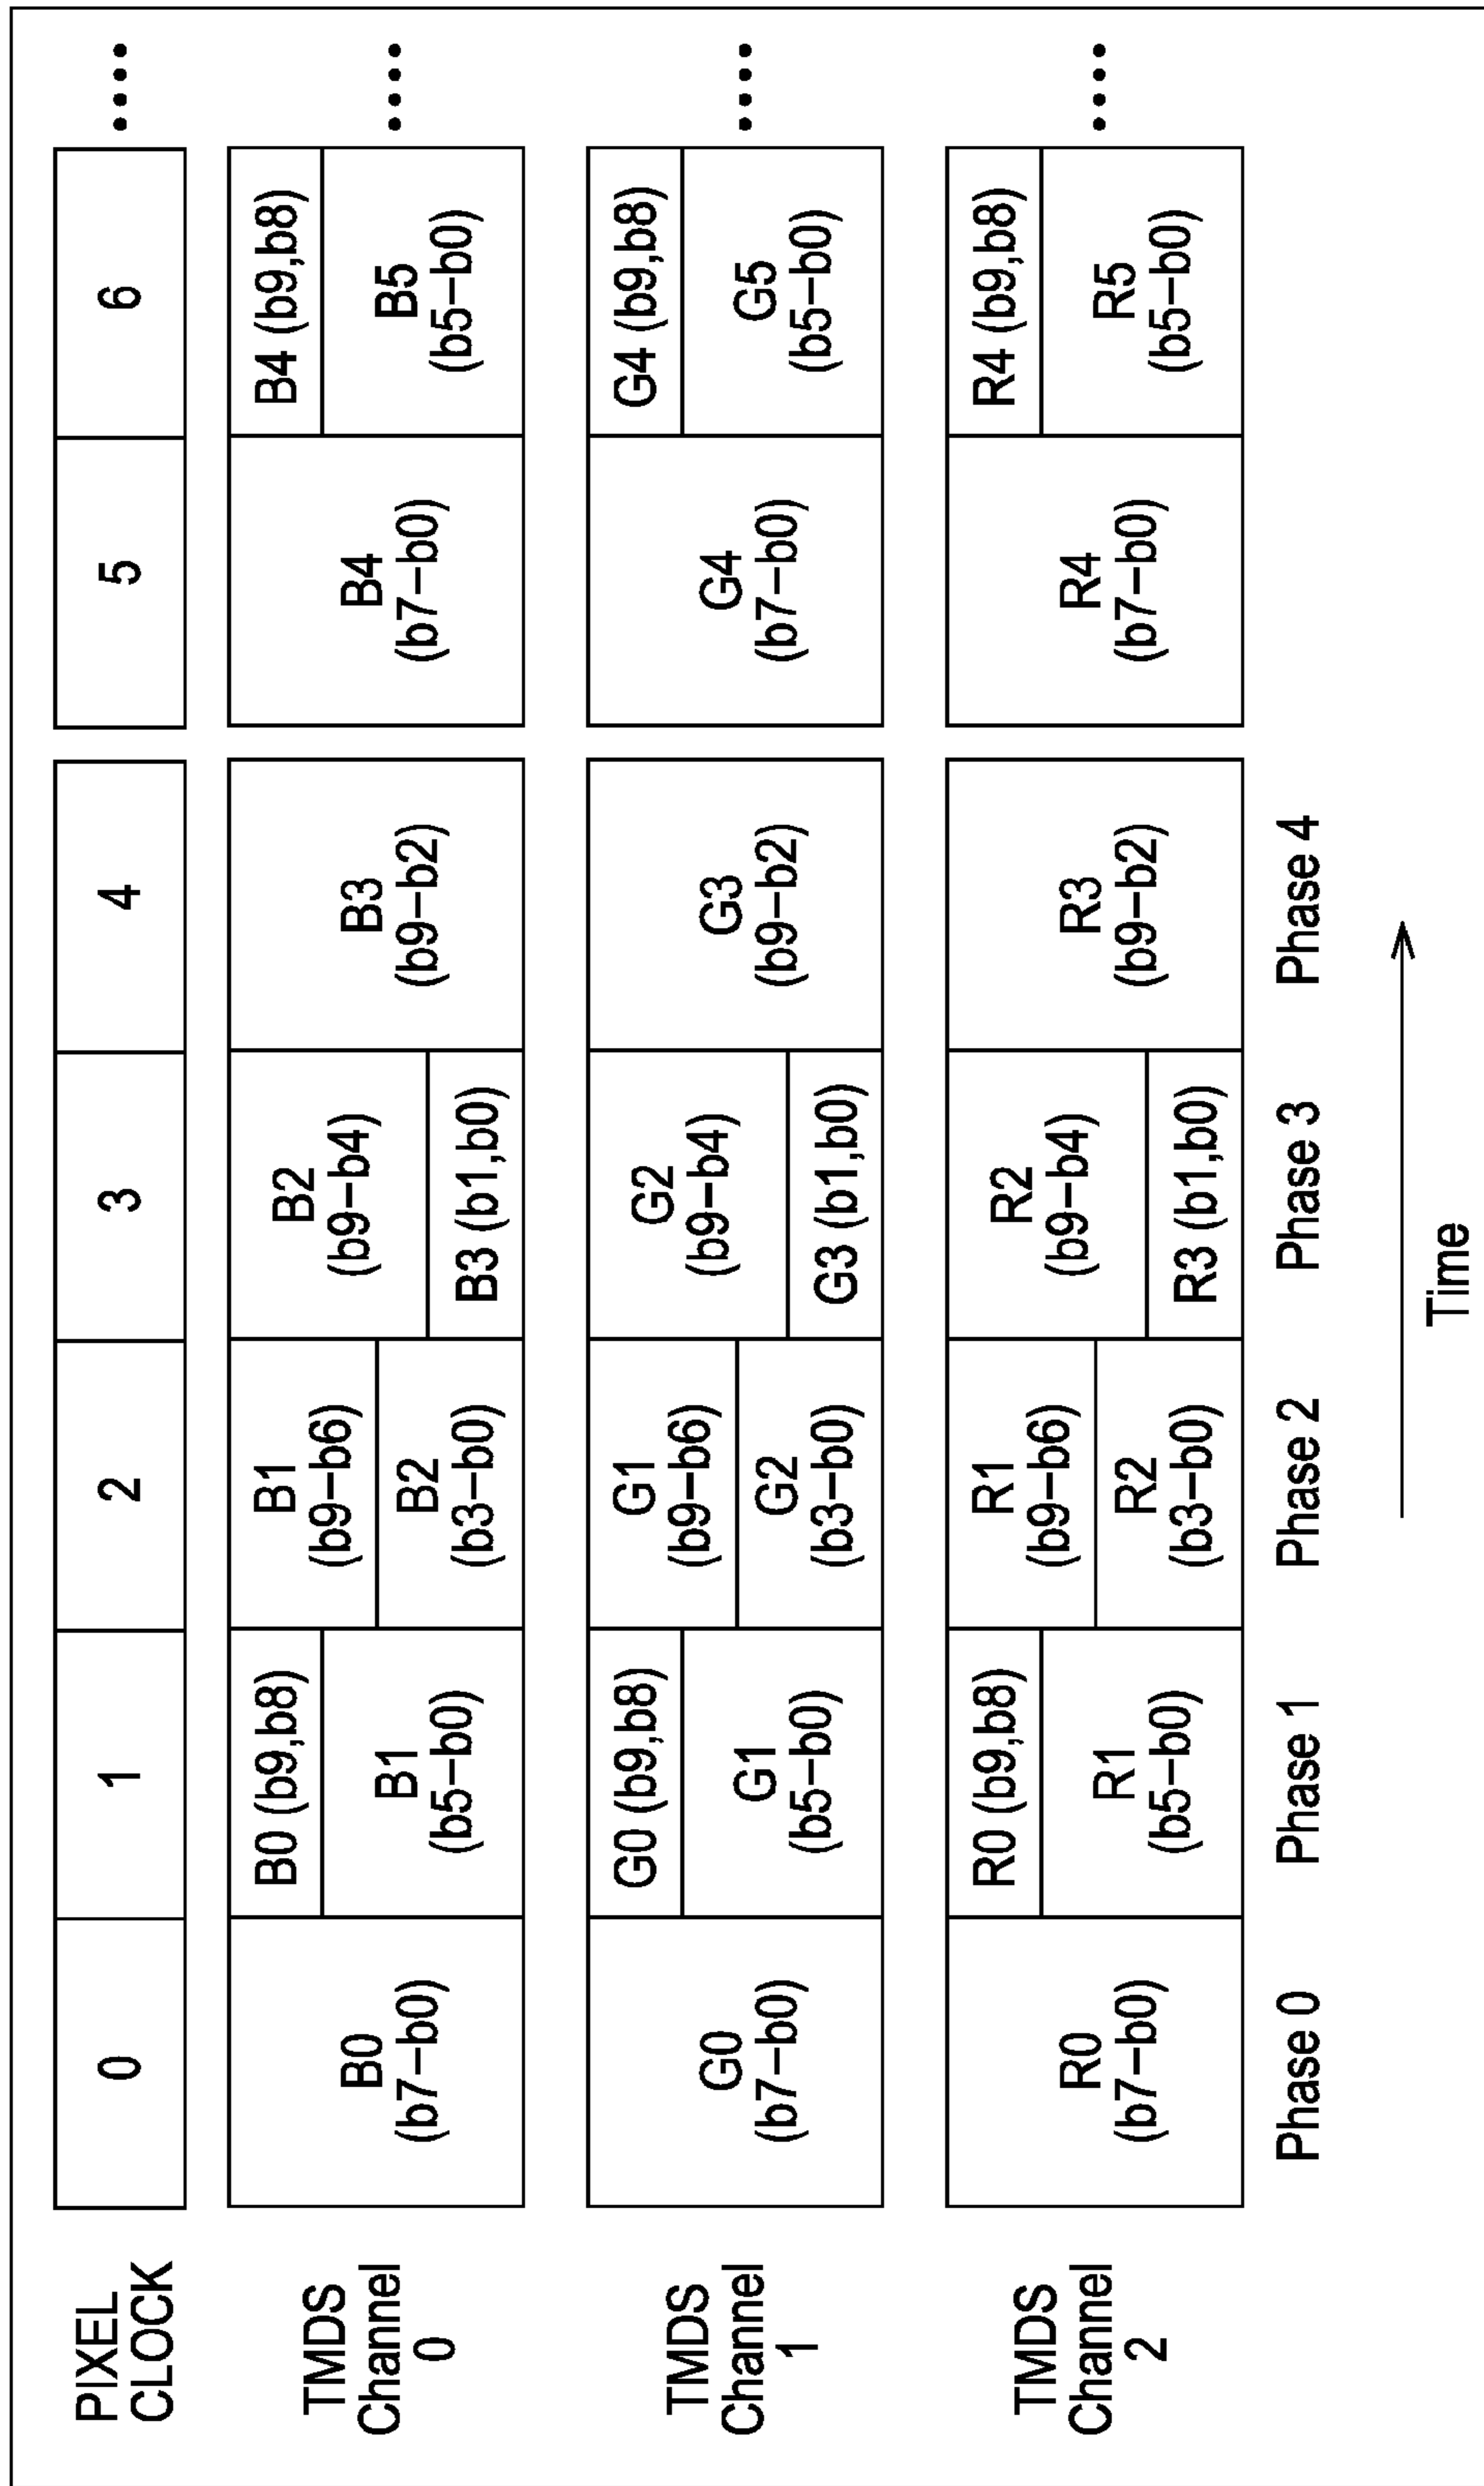 PIXEL
CLOCK
0
1
2
3
4
5
6
TMDS
Channel
0
B0
(b7-b0)
B0 (b9,b8)
B1
(b5-b0)
B1
(b9-b6)
B2
(b3-b0)
B2
(b9-b4)
B3 (b1,b0)
B3
(b9-b2)
B4
(b7-b0)
B4 (b9,b8)
B5
(b5-b0)
TMDS
Channel
1
G0
(b7-b0)
G0 (b9,b8)
G1
(b5-b0)
G1
(b9-b6)
G2
(b3-b0)
G2
(b9-b4)
G3 (b1,b0)
G3
(b9-b2)
G4
(b7-b0)
G4 (b9,b8)
G5
(b5-b0)
TMDS
Channel
2
R0
(b7-b0)
R0 (b9,b8)
R1
(b5-b0)
R1
(b9-b6)
R2
(b3-b0)
R2
(b9-b4)
R3 (b1,b0)
R3
(b9-b2)
R4
(b7-b0)
R4 (b9,b8)
R5
(b5-b0)
Phase 0
Phase 1
Phase 2
Phase 3
Phase 4
Time